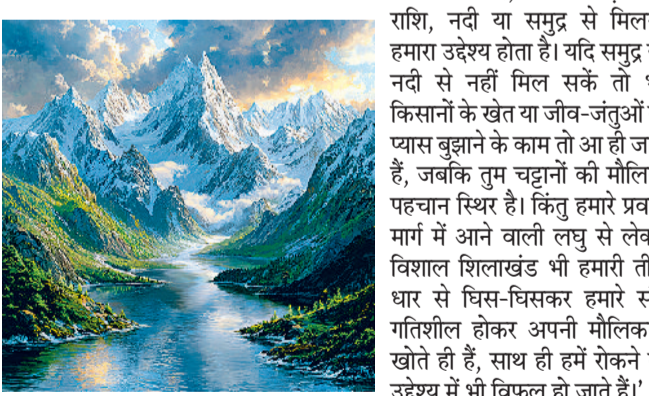 राशि, नदी या समुद्र से
हमारा उद्देश्य होता है। यदि समुद्र
नदी से नहीं मिल सकें तो
किसानों के खेत या जीव-जंतुओं
प्यास बुझाने के काम तो आ ही
हैं, जबकि तुम चट्टानों की
पहचान स्थिर है। किंतु हमारे
मार्ग में आने वाली लघु से
विशाल शिलाखंड भी हमारी
धार से घिस-घिसकर हमारे
गतिशील होकर अपनी
खोते ही हैं, साथ ही हमें रोकने
उद्देश्य में भी विफल हो जाते हैं।'